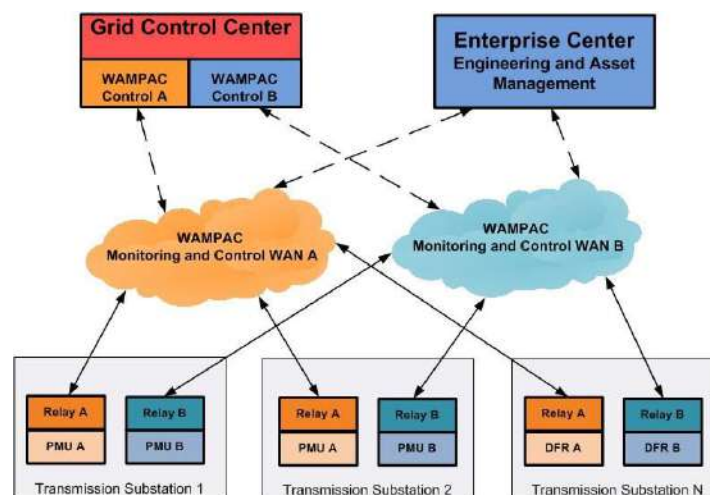 Grid Control Center
WAMPAC
Control A
WAMPAC
Control B
Enterprise Center
Engineering and Asset
Management
WAMPAC
Monitoring and Control WAN A
WAMPAC
Monitoring and Control WAN B
Relay A
PMU A
Relay B
PMU B
Transmission Substation 1
Relay A
PMU A
Relay B
PMU B
Transmission Substation 2
Relay A
DFR A
Relay B
DFR B
Transmission Substation N